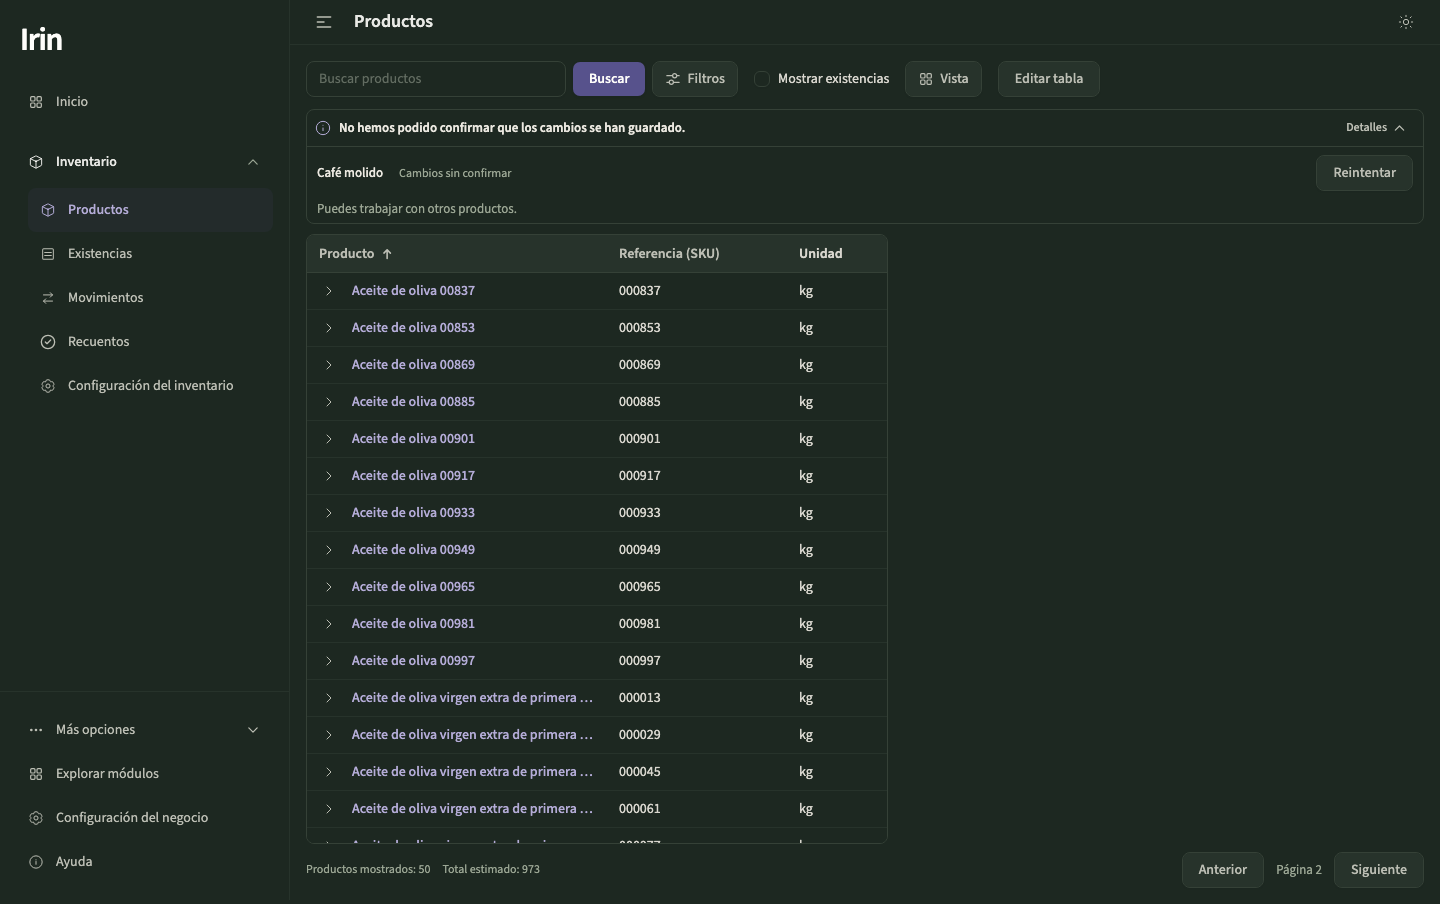 Irin
Inicio
Inventario
Productos
Existencias
Movimientos
Recuentos
Configuración del inventario
Más opciones
Explorar módulos
Configuración del negocio
Ayuda
Productos
Buscar productos Buscar Filtros Mostrar existencias Vista Editar tabla
No hemos podido confirmar que los cambios se han guardado. Detalles
Café molido Cambios sin confirmar Reintentar
Puedes trabajar con otros productos.
Producto Referencia (SKU) Unidad
Aceite de oliva 00837 000837 kg
Aceite de oliva 00853 000853 kg
Aceite de oliva 00869 000869 kg
Aceite de oliva 00885 000885 kg
Aceite de oliva 00901 000901 kg
Aceite de oliva 00917 000917 kg
Aceite de oliva 00933 000933 kg
Aceite de oliva 00949 000949 kg
Aceite de oliva 00965 000965 kg
Aceite de oliva 00981 000981 kg
Aceite de oliva 00997 000997 kg
Aceite de oliva virgen extra de primera … 000013 kg
Aceite de oliva virgen extra de primera … 000029 kg
Aceite de oliva virgen extra de primera … 000045 kg
Aceite de oliva virgen extra de primera … 000061 kg
Productos mostrados: 50 Total estimado: 973 Anterior Página 2 Siguiente